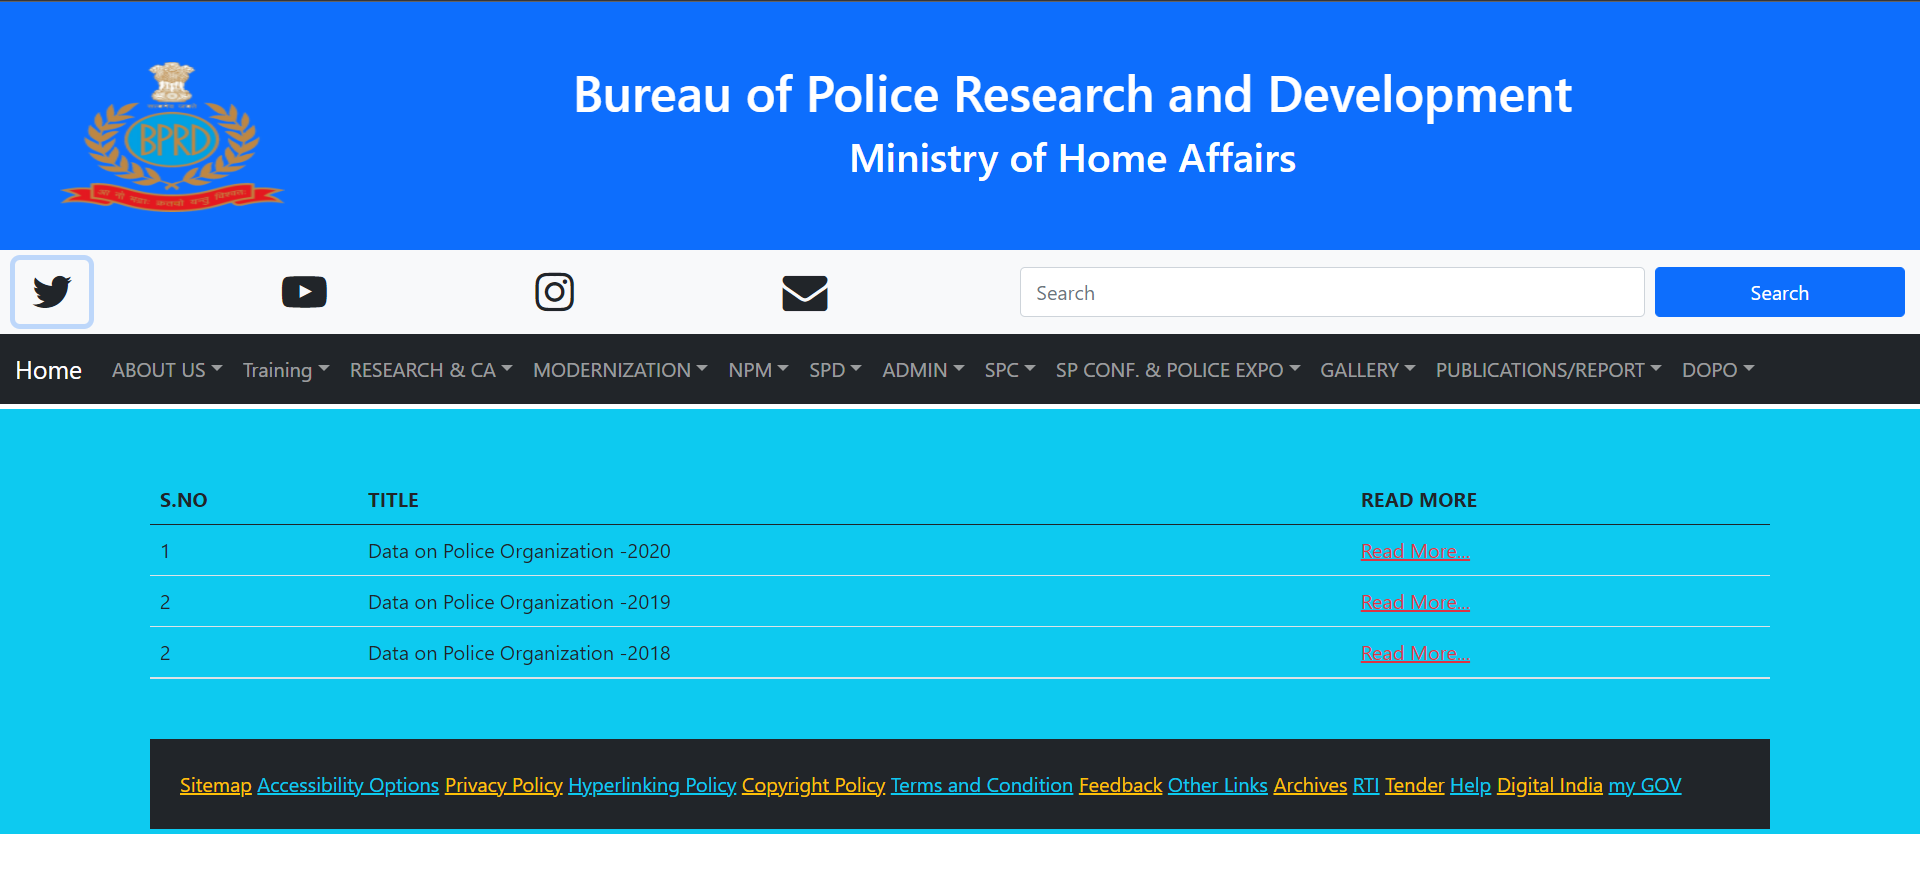 Bureau of Police Research and Development
Ministry of Home Affairs
BPRD
Search Search
Home ABOUT US Training RESEARCH & CA MODERNIZATION NPM SPD ADMIN SPC SP CONF. & POLICE EXPO GALLERY PUBLICATIONS/REPORT DOPO
S.NO TITLE READ MORE
1 Data on Police Organization -2020 Read More...
2 Data on Police Organization -2019 Read More...
2 Data on Police Organization -2018 Read More...
Sitemap Accessibility Options Privacy Policy Hyperlinking Policy Copyright Policy Terms and Condition Feedback Other Links Archives RTI Tender Help Digital India my GOV